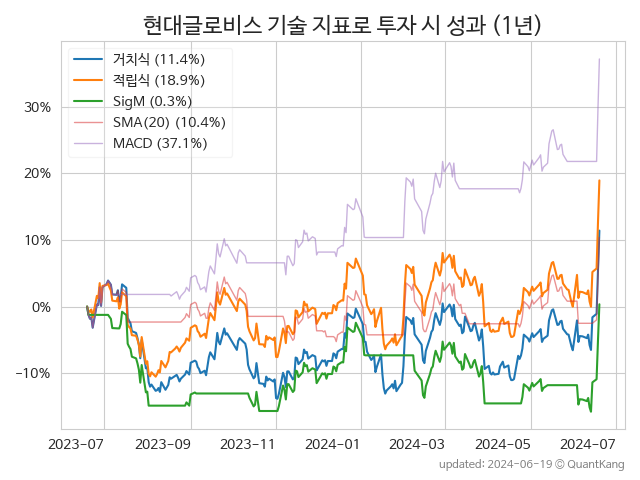 현대글로비스 기술 지표로 투자 시 성과 (1년)
거치식 (11.4%)
적립식 (18.9%)
SigM (0.3%)
SMA(20) (10.4%)
MACD (37.1%)
30%
20%
10%
0%
−10%
2023-07 2023-09 2023-11 2024-01 2024-03 2024-05 2024-07
updated: 2024-06-19 © QuantKang